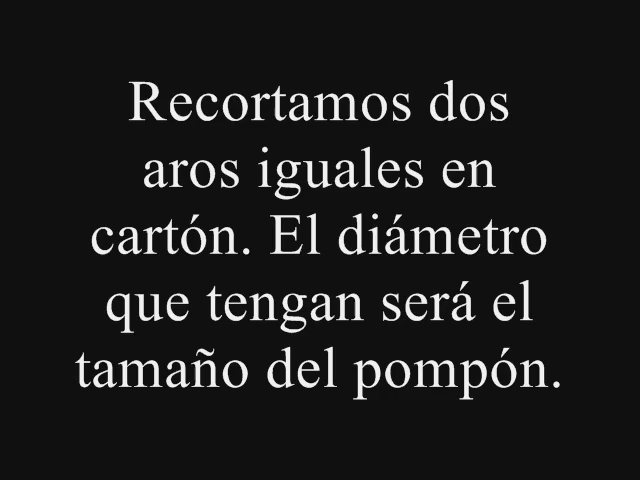 Recortamos dos
aros iguales en
cartón. El diámetro
que tengan será el
tamaño del pompón.